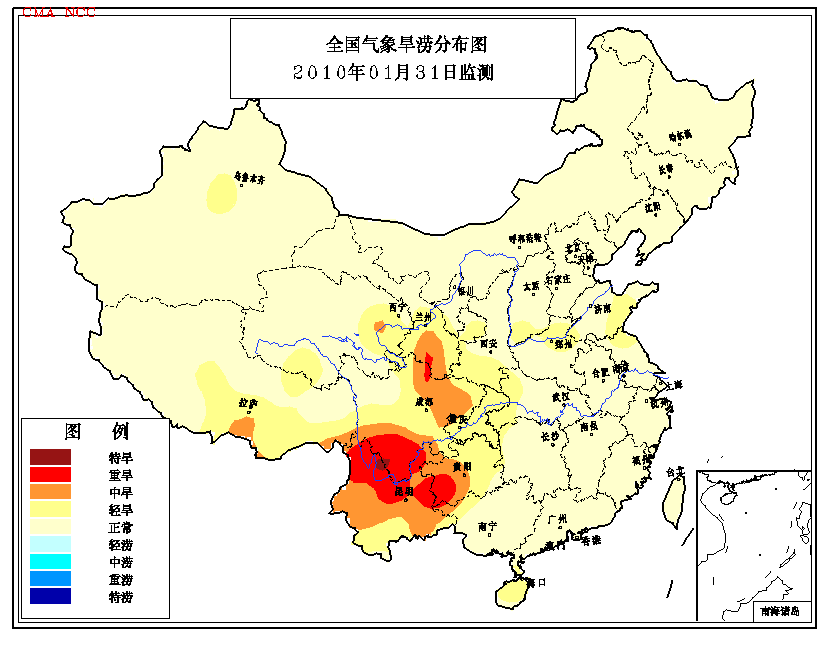 CMA NCC
全国气象旱涝分布图
2010年01月31日监测
哈尔滨
长春
乌鲁木齐
沈阳
呼和浩特
北京
天津
银川
太原
石家庄
西宁
兰州
济南
西安
郑州
合肥
南京
上海
拉萨
成都
武汉
杭州
重庆
长沙
南昌
贵阳
福州
台北
昆明
南宁
广州
澳门
香港
海口
图 例
特旱
重旱
中旱
轻旱
正常
轻涝
中涝
重涝
特涝
南海诸岛